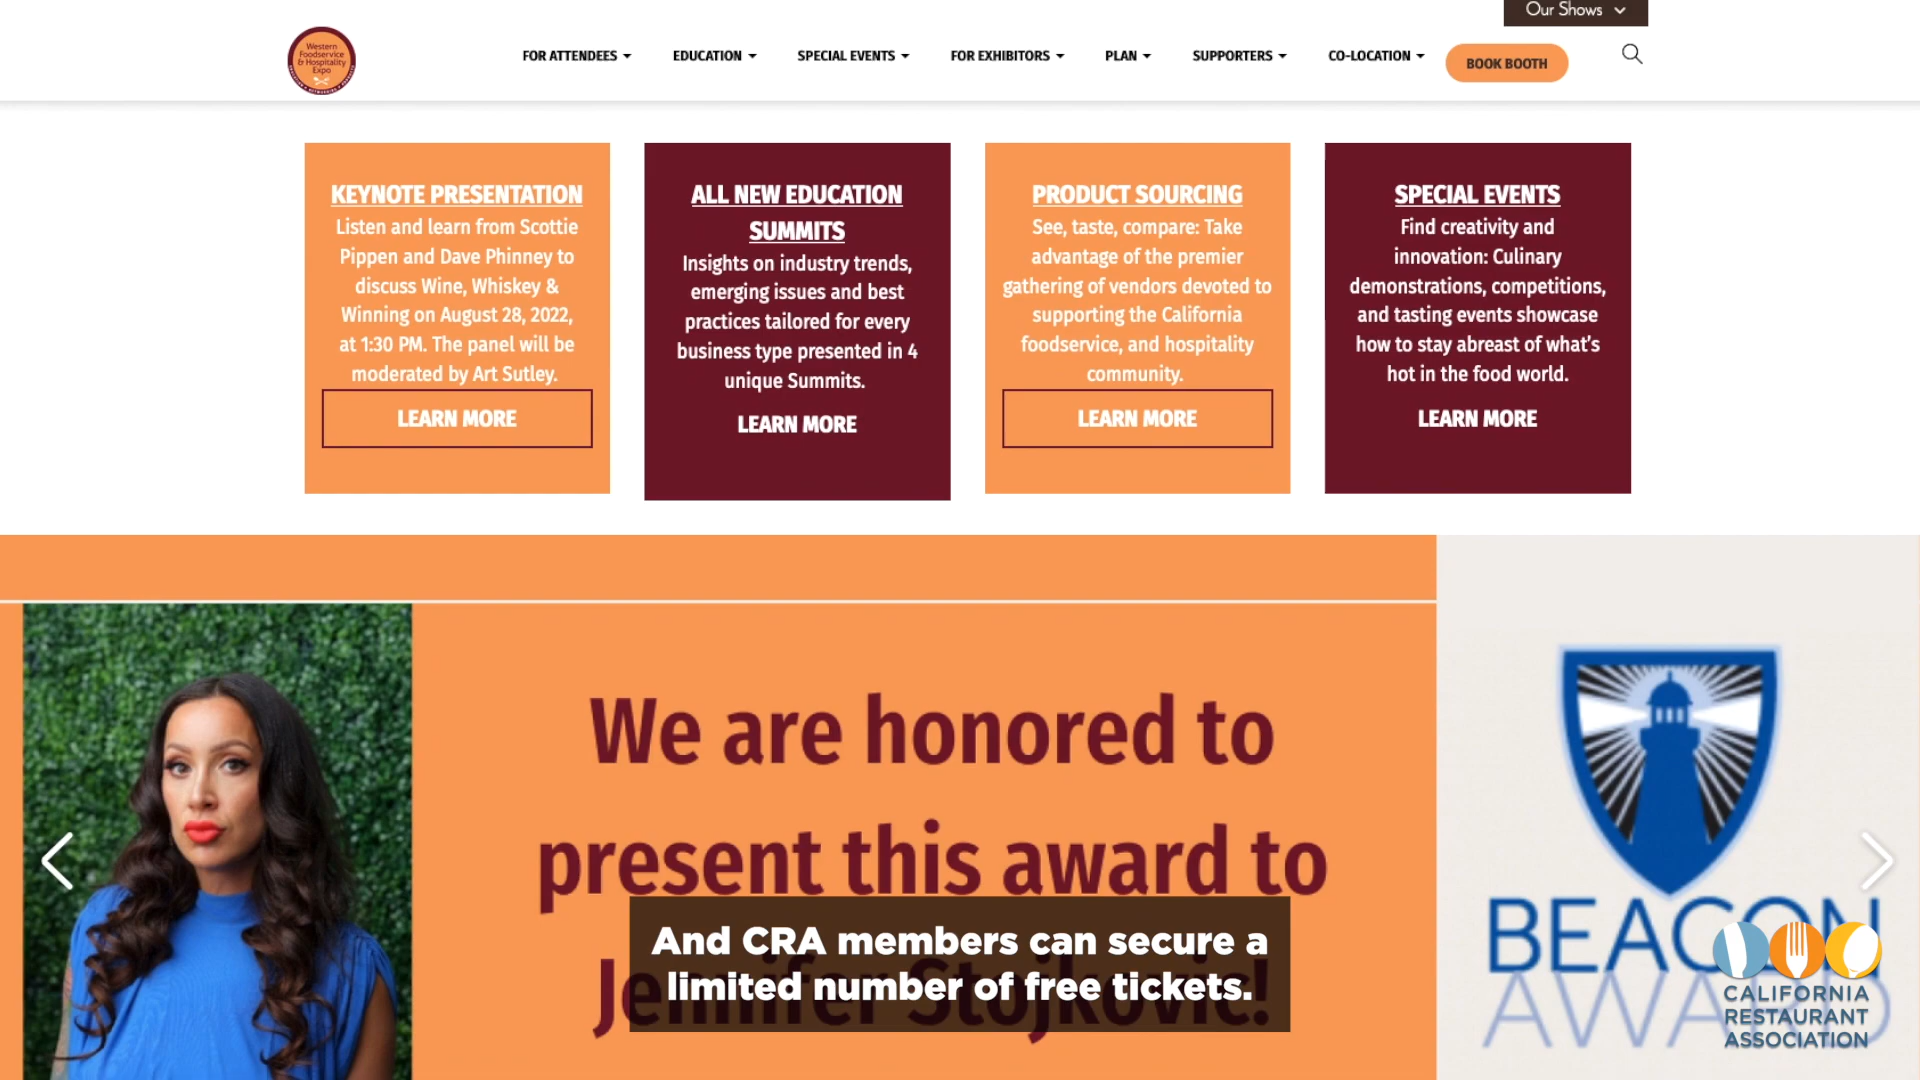 Our Shows
Western
Foodservice
& Hospitality
Expo
FOR ATTENDEES
EDUCATION
SPECIAL EVENTS
FOR EXHIBITORS
PLAN
SUPPORTERS
CO-LOCATION
BOOK BOOTH
KEYNOTE PRESENTATION
Listen and learn from Scottie
Pippen and Dave Phinney to
discuss Wine, Whiskey &
Winning on August 28, 2022,
at 1:30 PM. The panel will be
moderated by Art Sutley.
LEARN MORE
ALL NEW EDUCATION
SUMMITS
Insights on industry trends,
emerging issues and best
practices tailored for every
business type presented in 4
unique Summits.
LEARN MORE
PRODUCT SOURCING
See, taste, compare: Take
advantage of the premier
gathering of vendors devoted to
supporting the California
foodservice, and hospitality
community.
LEARN MORE
SPECIAL EVENTS
Find creativity and
innovation: Culinary
demonstrations, competitions,
and tasting events showcase
how to stay abreast of what's
hot in the food world.
LEARN MORE
We are honored to
present this award to
Jennifer Stojkovic!
And CRA members can secure a
limited number of free tickets.
BEACON
AWARD
CALIFORNIA
RESTAURANT
ASSOCIATION